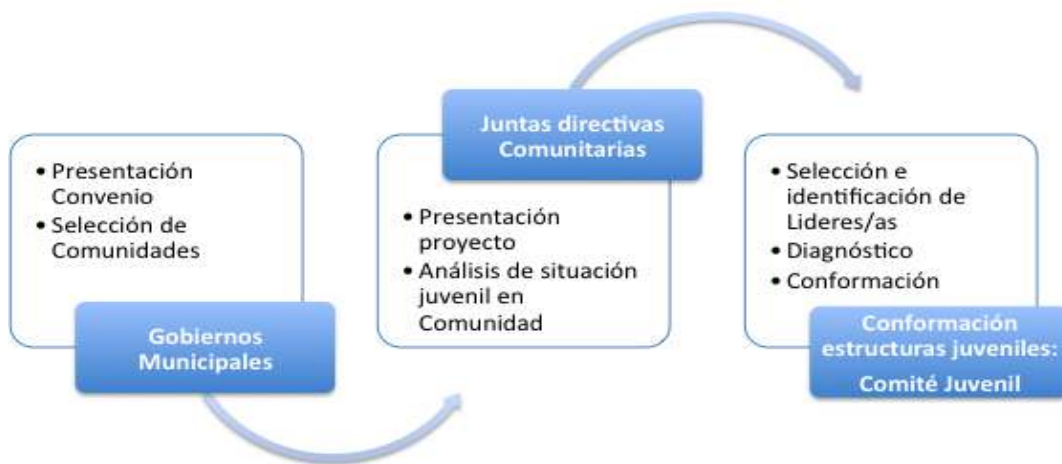 • Presentación
Convenio
• Selección de
Comunidades
Gobiernos
Municipales
Juntas directivas
Comunitarias
• Presentación
proyecto
• Análisis de situación
juvenil en
Comunidad
• Selección e
identificación de
Lideres/as
• Diagnóstico
• Conformación
Conformación
estructuras juveniles:
Comité Juvenil